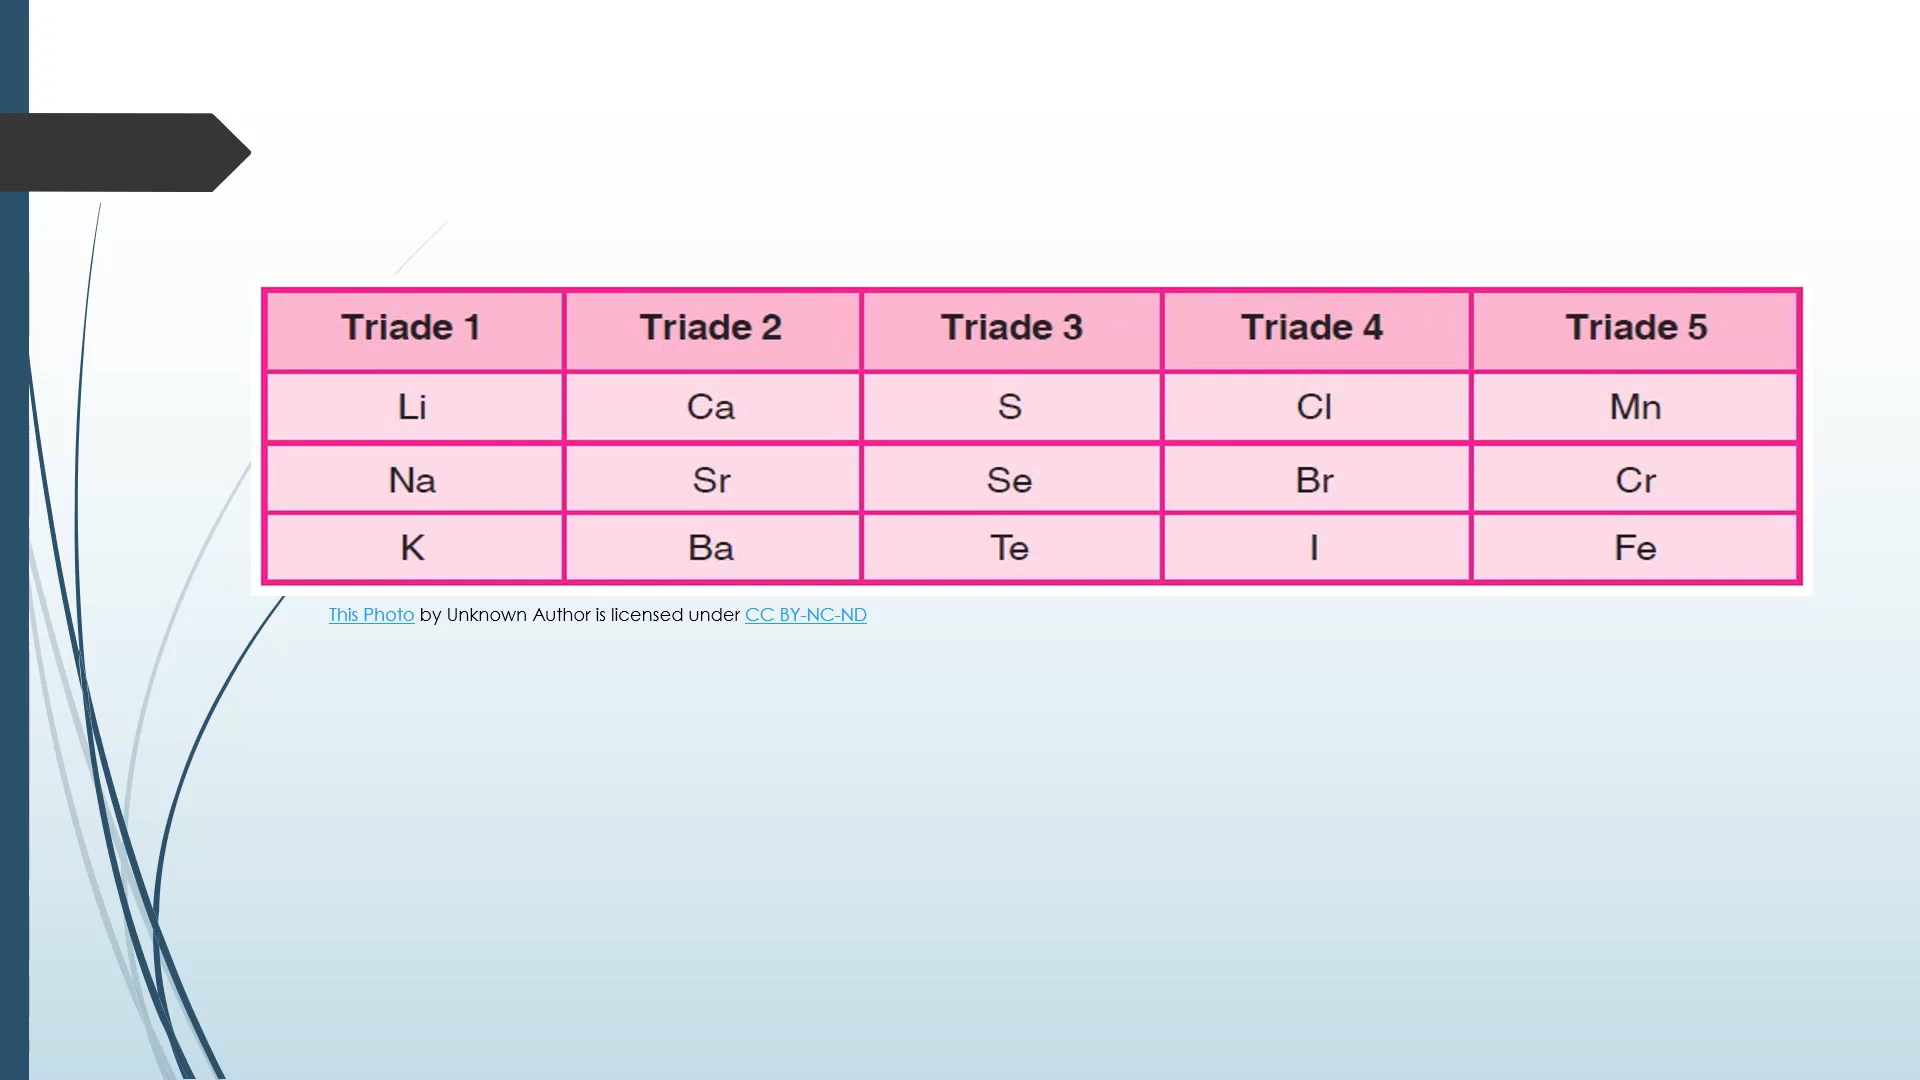 Triade 1 Triade 2 Triade 3 Triade 4 Triade 5
Li Ca S Cl Mn
Na Sr Se Br Cr
K Ba Te I Fe
This Photo by Unknown Author is licensed under CC BY-NC-ND